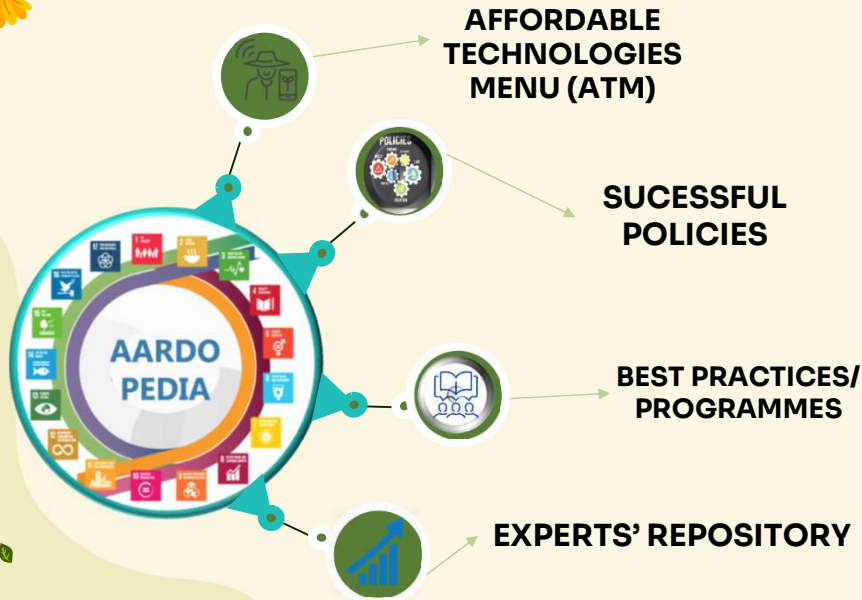 AFFORDABLE
TECHNOLOGIES
MENU (ATM)
POLICIES
SUCESSFUL
POLICIES
AARDO
PEDIA
BEST PRACTICES/
PROGRAMMES
EXPERTS’ REPOSITORY